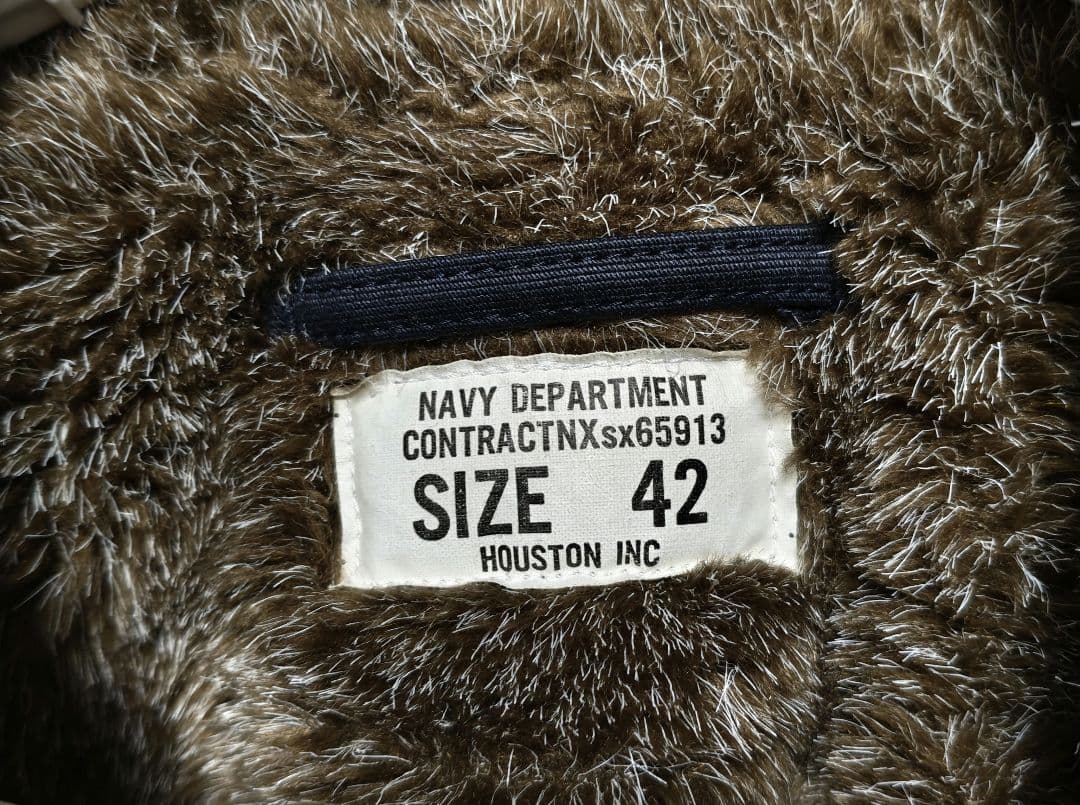 NAVY DEPARTMENT
CONTRACTNXsx65913
SIZE 42
HOUSTON INC